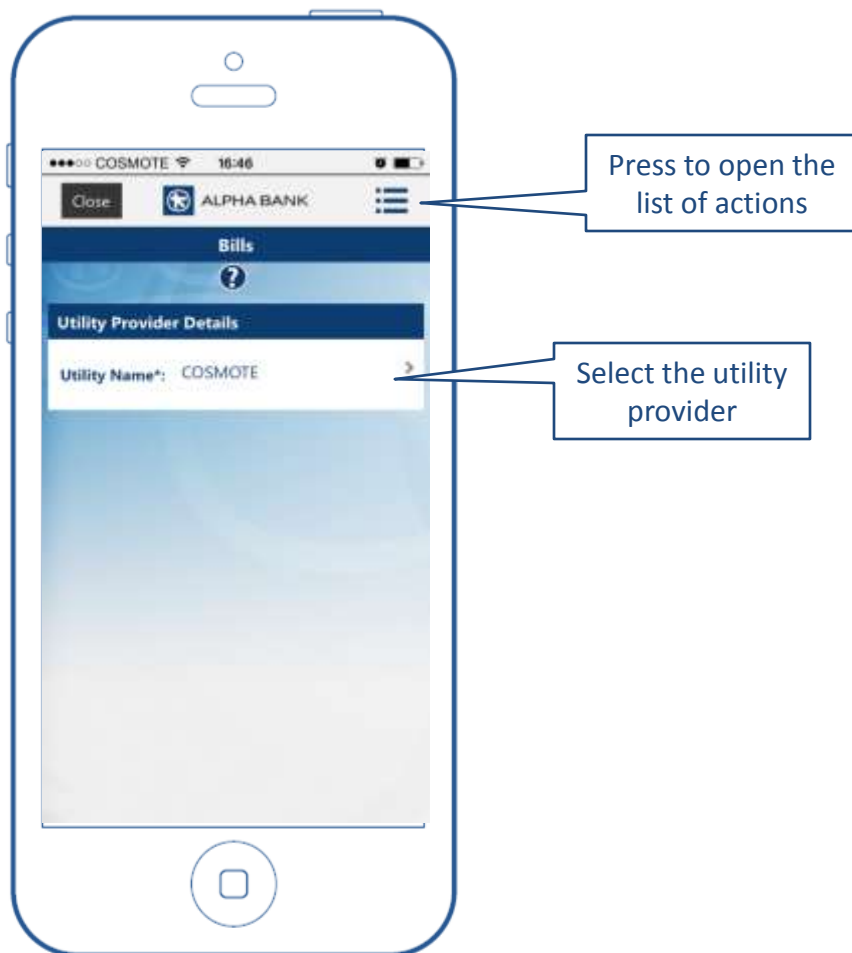 COSMOTE 16:46
Close ALPHA BANK
Bills
?
Utility Provider Details
Utility Name*: COSMOTE >
Press to open the
list of actions
Select the utility
provider